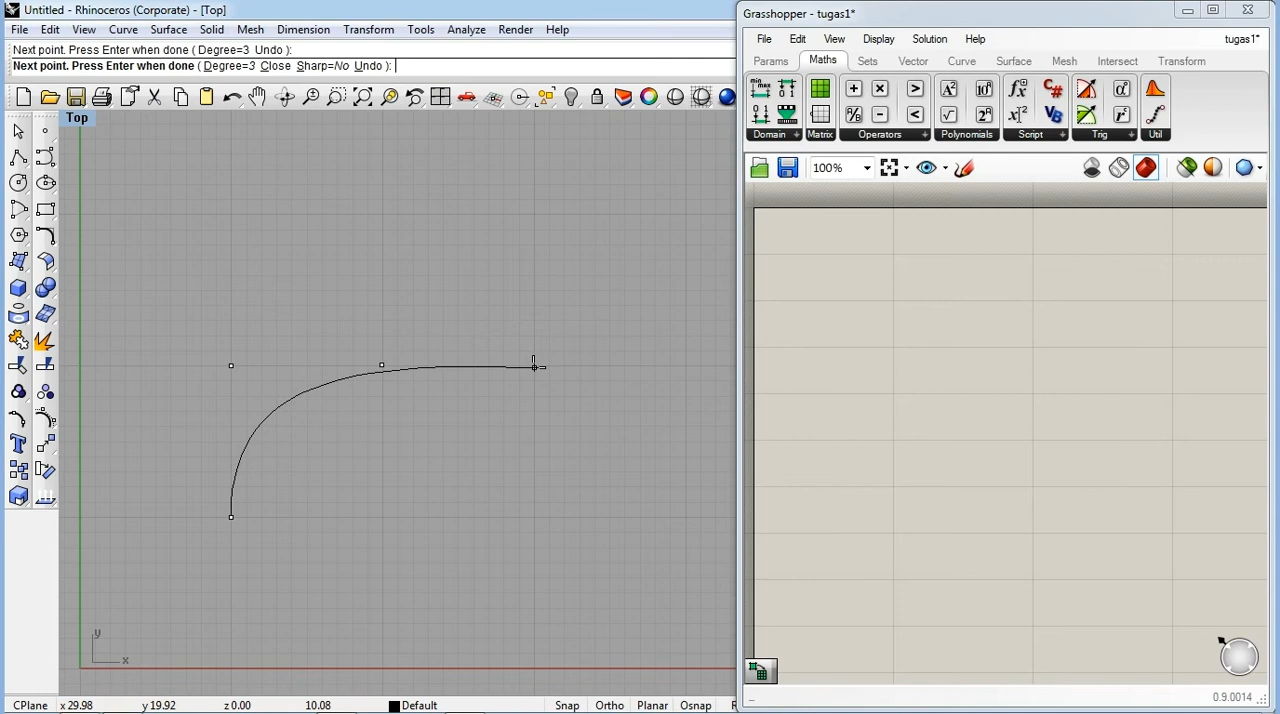 Untitled - Rhinoceros (Corporate) - [Top]
File Edit View Curve Surface Solid Mesh Dimension Transform Tools Analyze Render Help
Next point. Press Enter when done ( Degree=3 Undo ):
Next point. Press Enter when done ( Degree=3 Close Sharp=No Undo ):
Top
y
x
CPlane x 29.98 y 19.92 z 0.00 10.08 Default Snap Ortho Planar Osnap R
Grasshopper - tugas1*
File Edit View Display Solution Help tugas1*
Params Maths Sets Vector Curve Surface Mesh Intersect Transform
Domain Matrix Operators Polynomials Script Trig Util
100%
0.9.0014